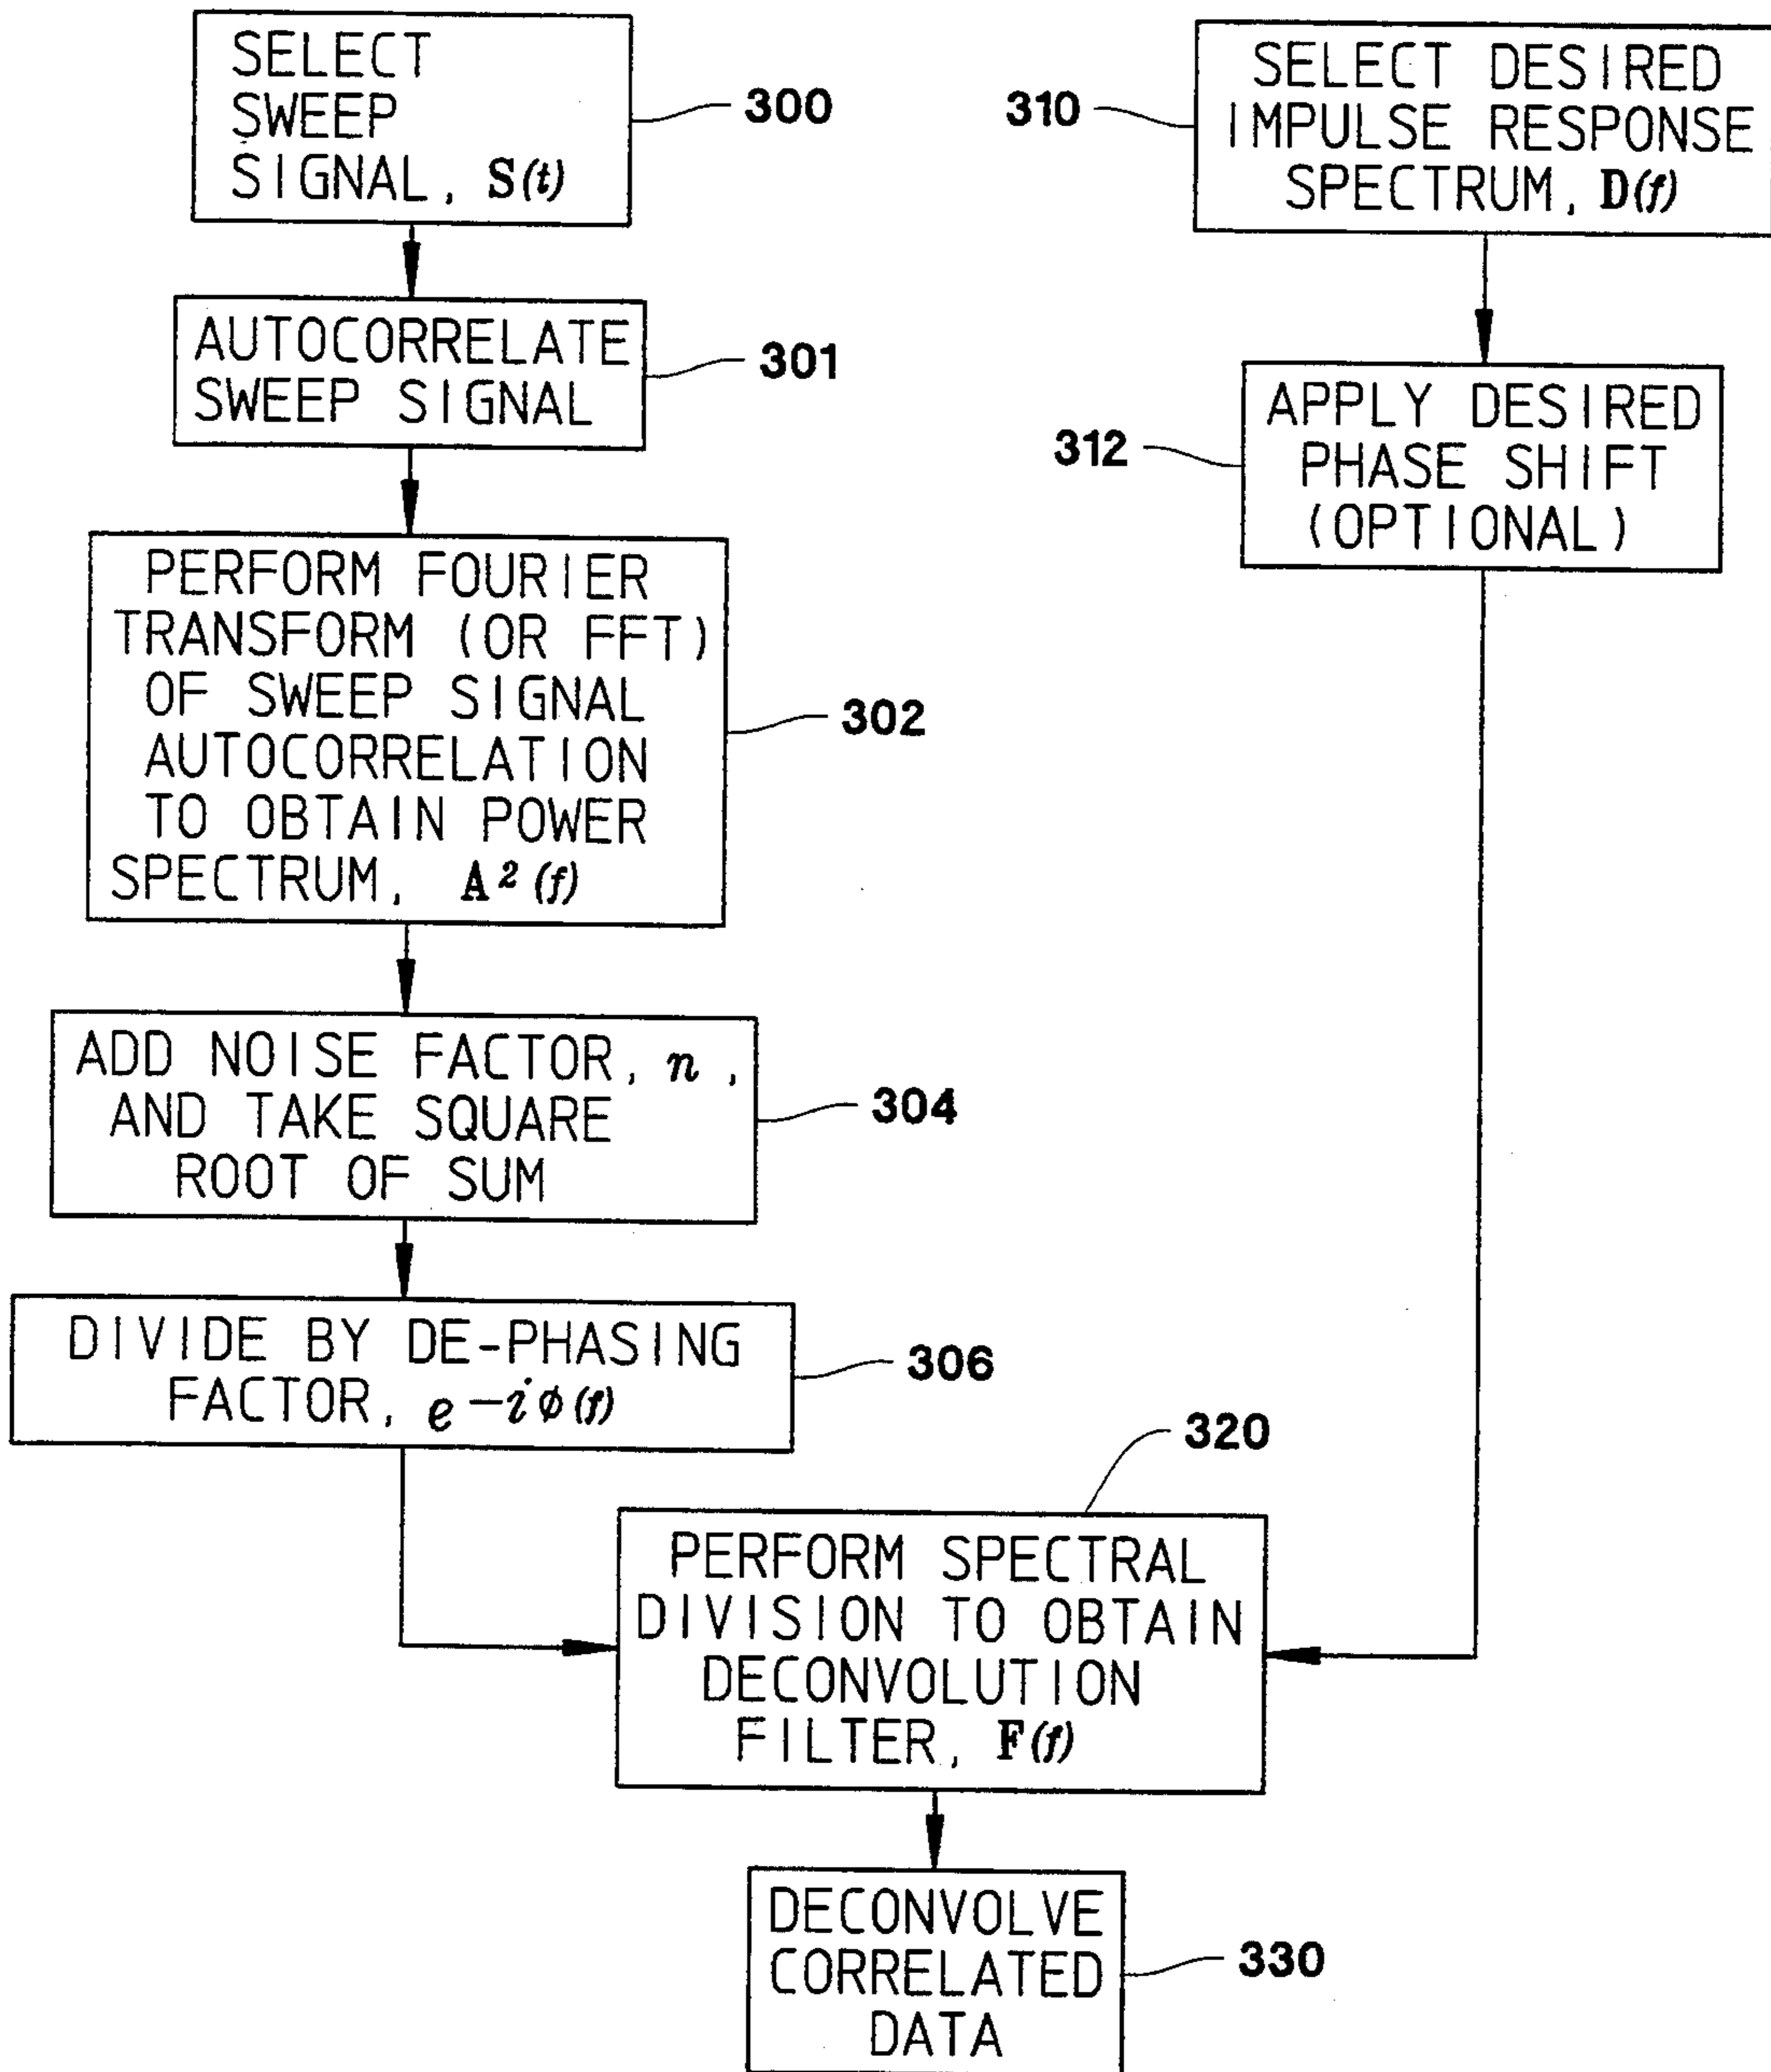 SELECT
SWEEP
SIGNAL, S(t)
300
AUTOCORRELATE
SWEEP SIGNAL
301
PERFORM FOURIER
TRANSFORM (OR FFT)
OF SWEEP SIGNAL
AUTOCORRELATION
TO OBTAIN POWER
SPECTRUM, A²(f)
302
ADD NOISE FACTOR, n,
AND TAKE SQUARE
ROOT OF SUM
304
DIVIDE BY DE-PHASING
FACTOR, e^-iφ(f)
306
310
SELECT DESIRED
IMPULSE RESPONSE
SPECTRUM, D(f)
312
APPLY DESIRED
PHASE SHIFT
(OPTIONAL)
320
PERFORM SPECTRAL
DIVISION TO OBTAIN
DECONVOLUTION
FILTER, F(f)
DECONVOLVE
CORRELATED
DATA
330